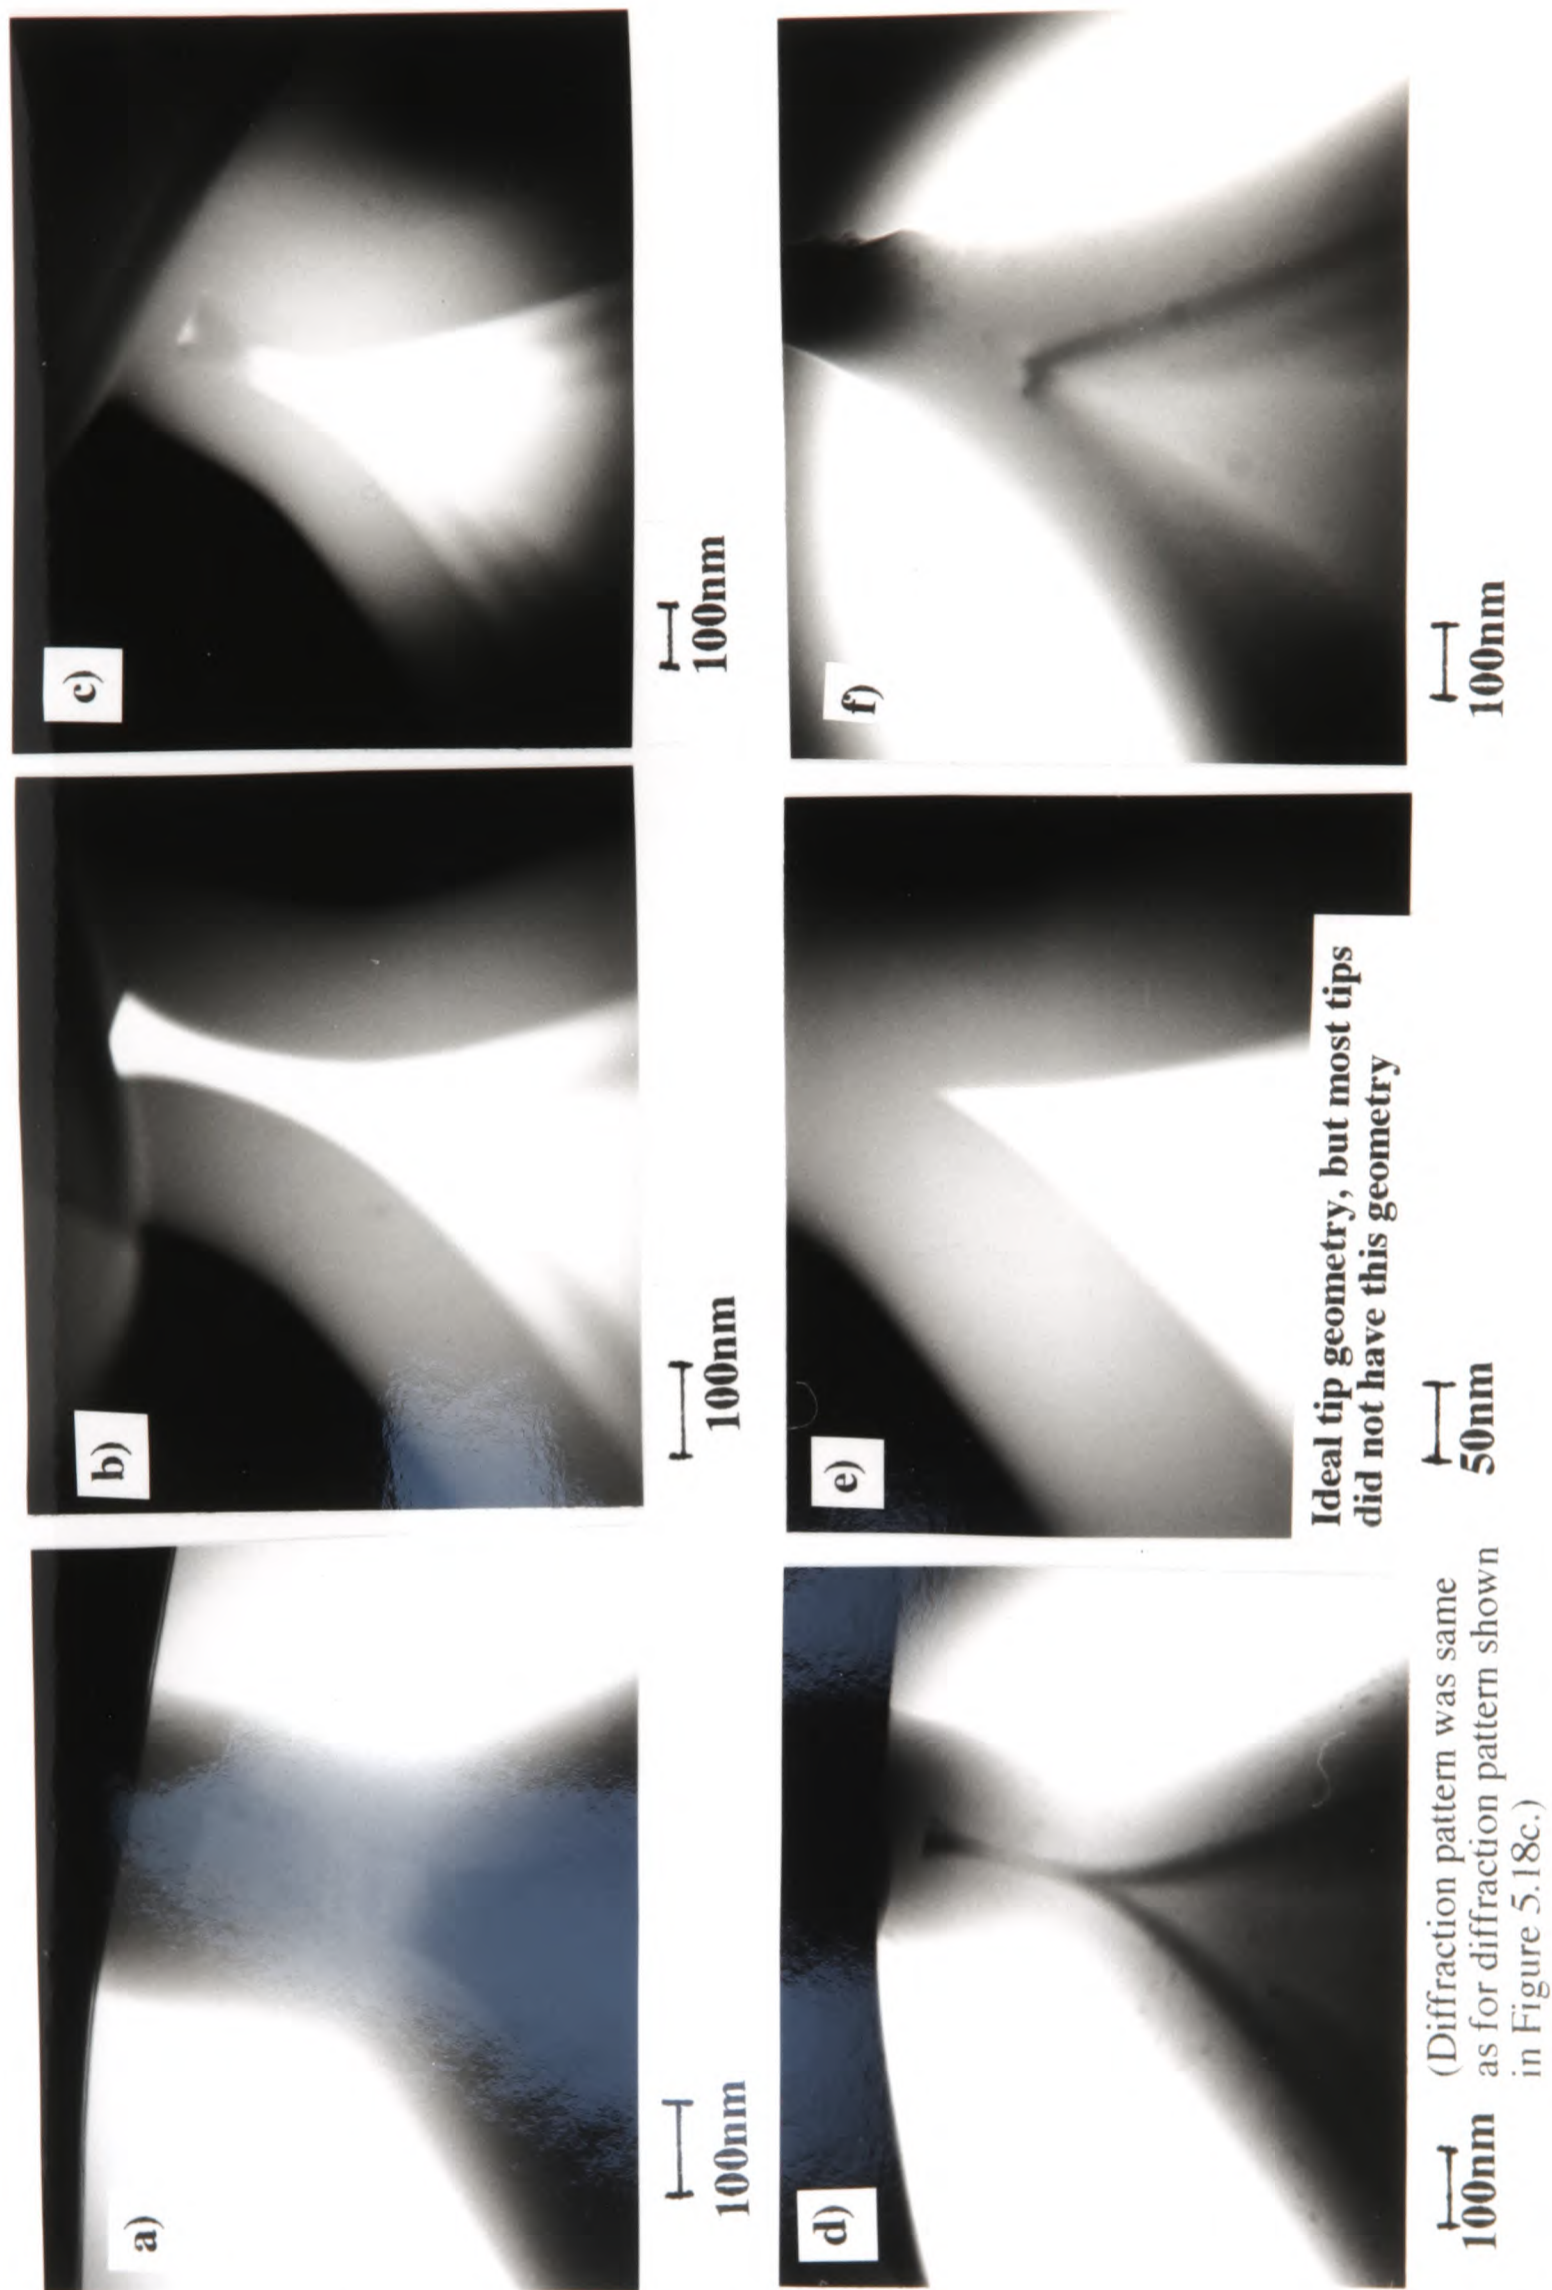 a)
100nm
b)
100nm
c)
100nm
d)
100nm
(Diffraction pattern was same
as for diffraction pattern shown
in Figure 5.18c.)
e)
Ideal tip geometry, but most tips
did not have this geometry
50nm
f)
100nm